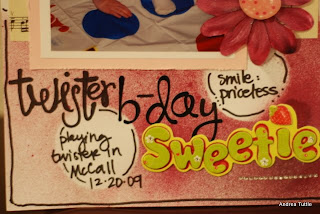 twister b-day
smile:
priceless.
playing
twister in
McCall
12.20.09
Sweetie
Andrea Tuttle